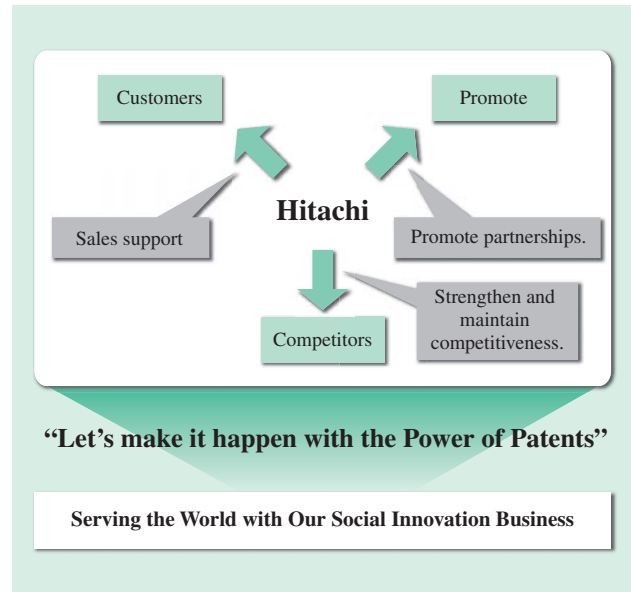 Customers
Promote
Hitachi
Sales support
Promote partnerships.
Strengthen and
maintain
competitiveness.
Competitors
“Let’s make it happen with the Power of Patents”
Serving the World with Our Social Innovation Business